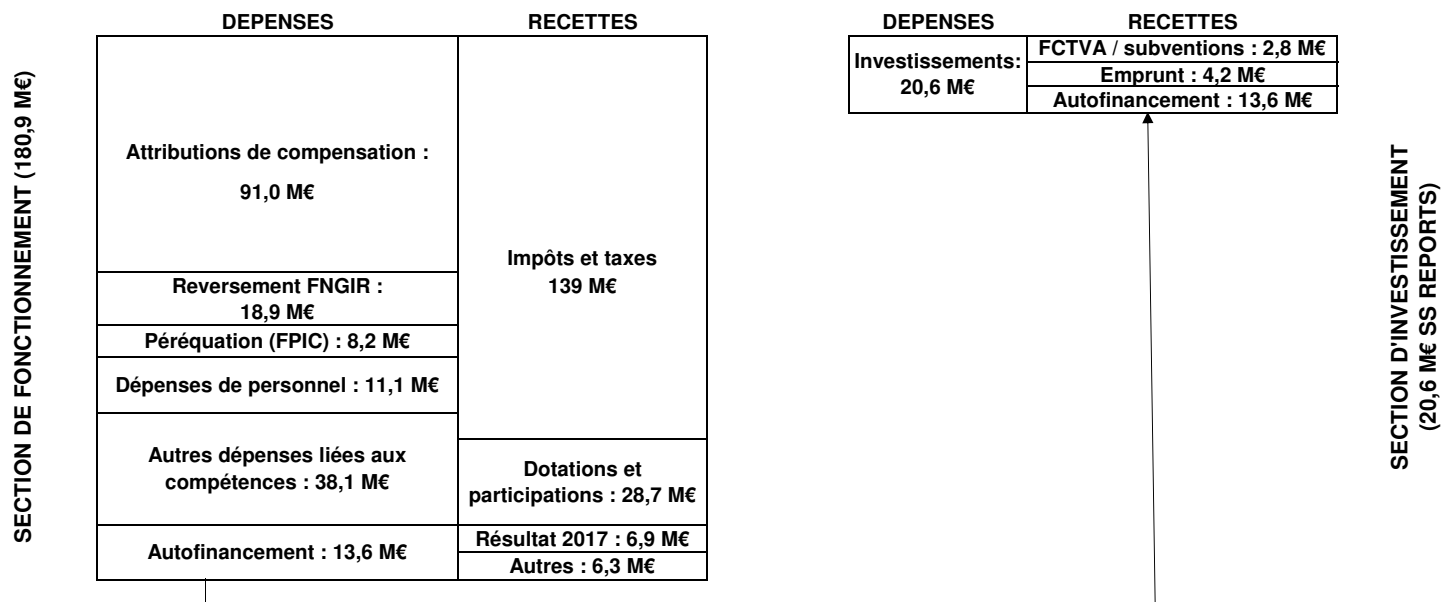 SECTION DE FONCTIONNEMENT (180,9 M€)
DEPENSES
RECETTES
Attributions de compensation :
91,0 M€
Reversement FNGIR :
18,9 M€
Péréquation (FPIC) : 8,2 M€
Dépenses de personnel : 11,1 M€
Autres dépenses liées aux
compétences : 38,1 M€
Autofinancement : 13,6 M€
Impôts et taxes
139 M€
Dotations et
participations : 28,7 M€
Résultat 2017 : 6,9 M€
Autres : 6,3 M€
DEPENSES
RECETTES
Investissements:
20,6 M€
FCTVA / subventions : 2,8 M€
Emprunt : 4,2 M€
Autofinancement : 13,6 M€
SECTION D'INVESTISSEMENT
(20,6 M€ SS REPORTS)